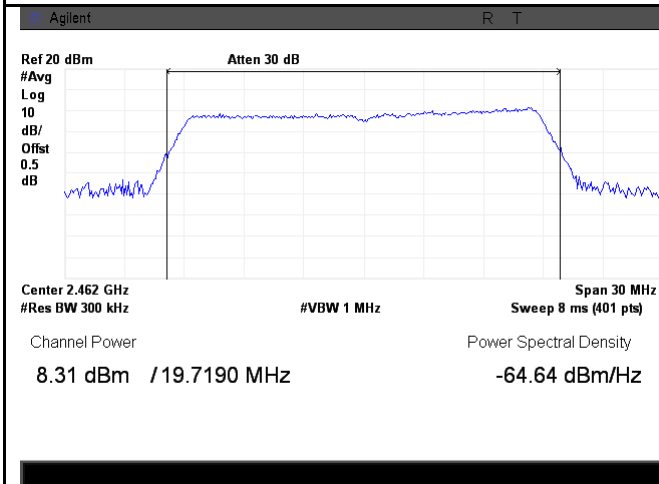 Agilent R T
Ref 20 dBm Atten 30 dB
#Avg
Log
10
dB/
Offst
0.5
dB
Center 2.462 GHz Span 30 MHz
#Res BW 300 kHz #VBW 1 MHz Sweep 8 ms (401 pts)
Channel Power Power Spectral Density
8.31 dBm / 19.7190 MHz -64.64 dBm/Hz